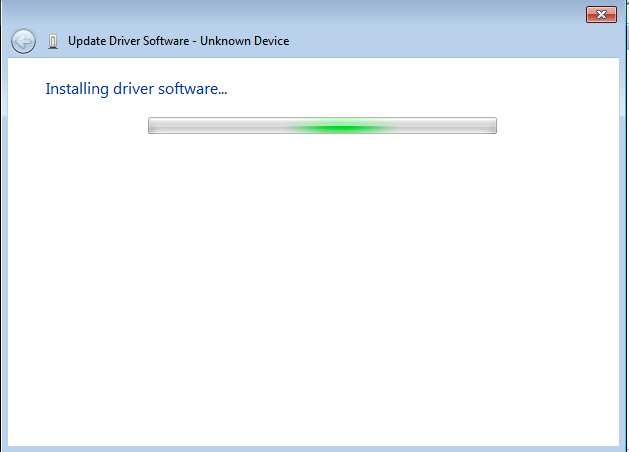 Update Driver Software - Unknown Device
Installing driver software...